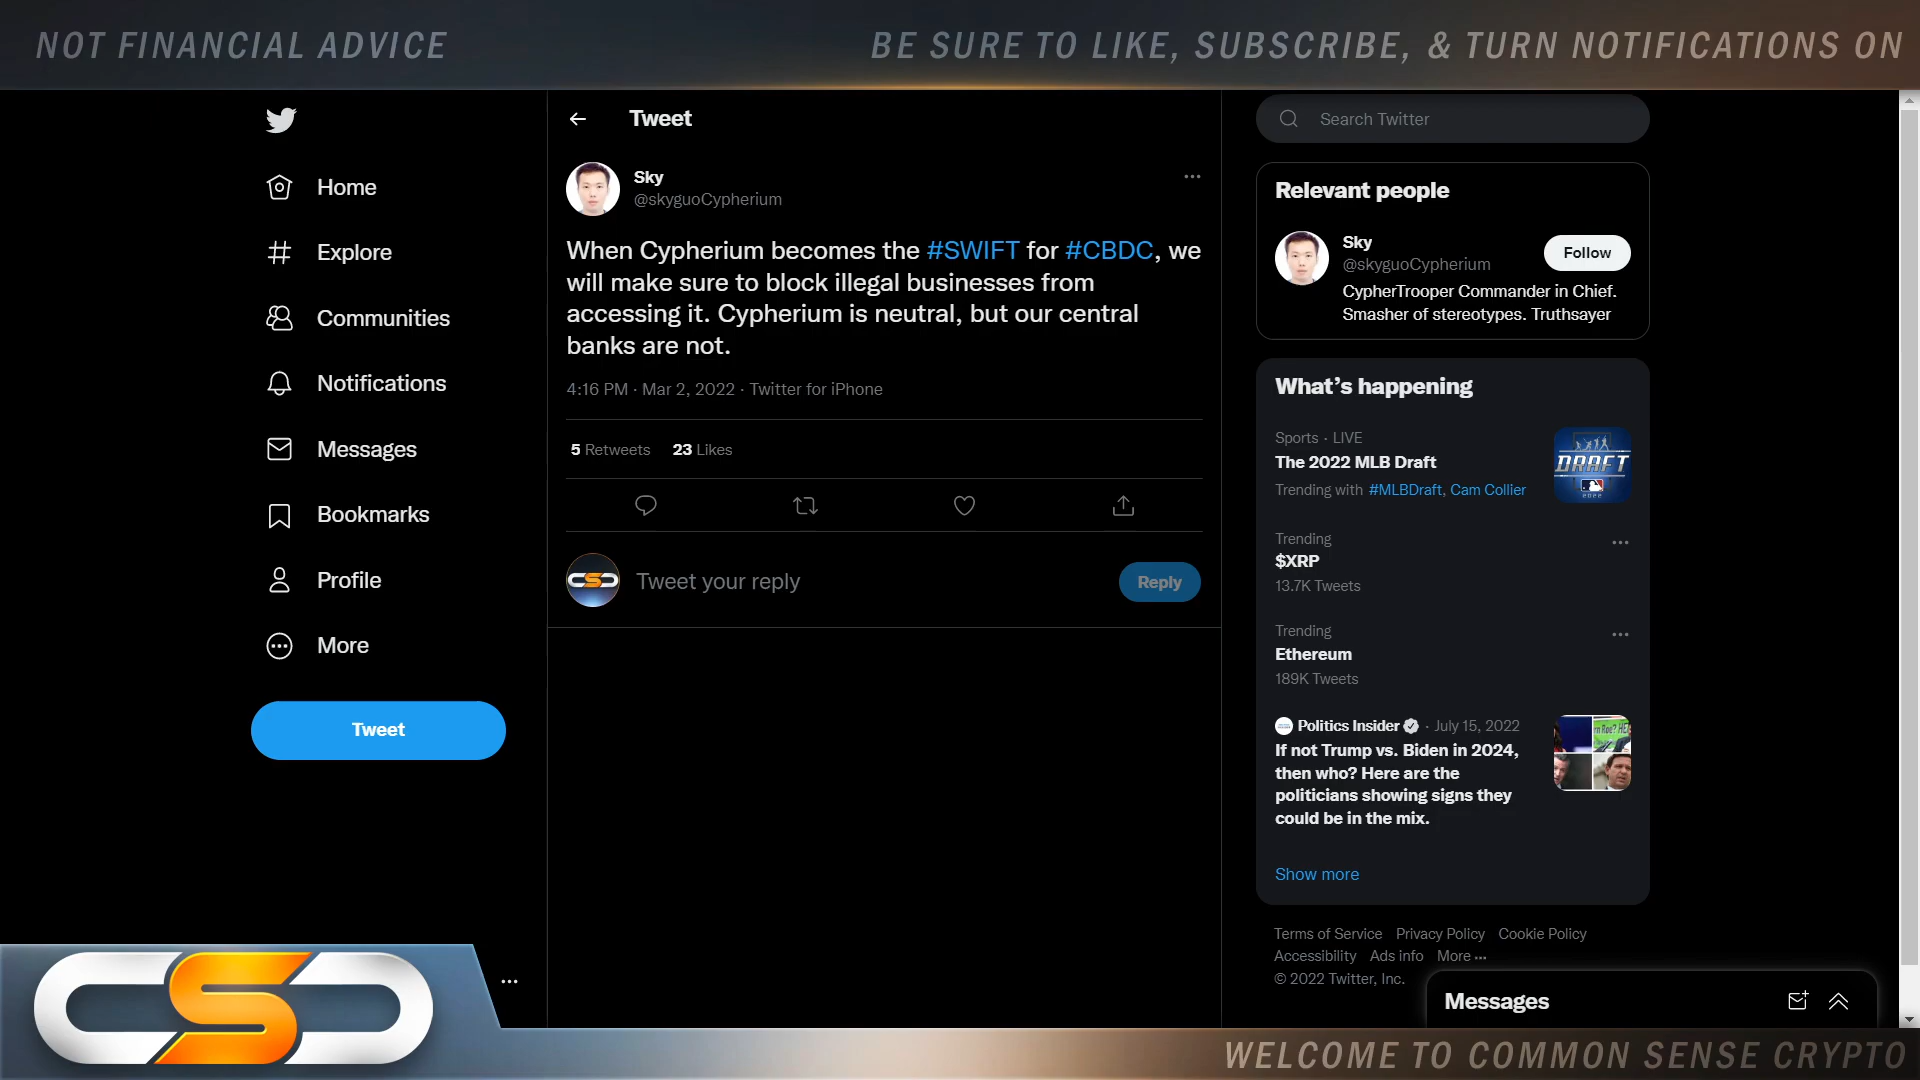 NOT FINANCIAL ADVICE
BE SURE TO LIKE, SUBSCRIBE, & TURN NOTIFICATIONS ON
Home
Explore
Communities
Notifications
Messages
Bookmarks
Profile
More
Tweet
Tweet
Sky
@skyguoCypherium
When Cypherium becomes the #SWIFT for #CBDC, we
will make sure to block illegal businesses from
accessing it. Cypherium is neutral, but our central
banks are not.
4:16 PM · Mar 2, 2022 · Twitter for iPhone
5 Retweets 23 Likes
CSC
Tweet your reply
Reply
Search Twitter
Relevant people
Sky
@skyguoCypherium
Follow
CypherTrooper Commander in Chief.
Smasher of stereotypes. Truthsayer
What's happening
Sports · LIVE
The 2022 MLB Draft
Trending with #MLBDraft, Cam Collier
DRAFT
2022
Trending
$XRP
13.7K Tweets
Trending
Ethereum
189K Tweets
Politics Insider · July 15, 2022
If not Trump vs. Biden in 2024,
then who? Here are the
politicians showing signs they
could be in the mix.
Show more
Terms of Service Privacy Policy Cookie Policy
Accessibility Ads info More ...
© 2022 Twitter, Inc.
Messages
CSC
WELCOME TO COMMON SENSE CRYPTO